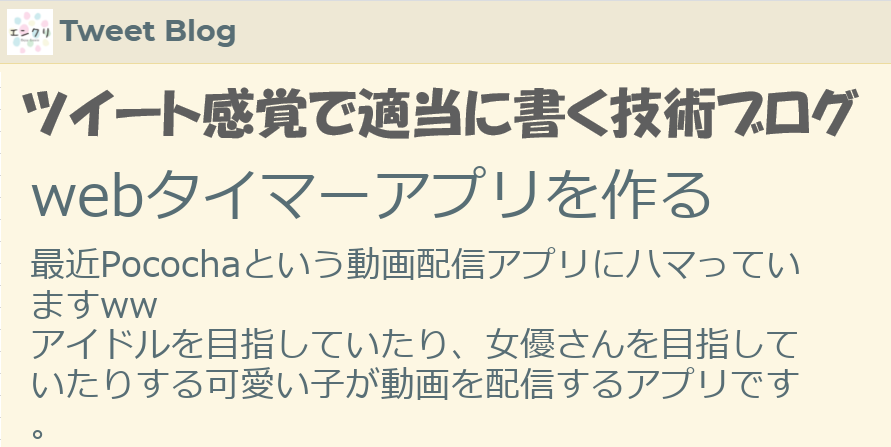 エンクリ Tweet Blog
ツイート感覚で適当に書く技術ブログ
webタイマーアプリを作る
最近Pocochaという動画配信アプリにハマってい
ますww
アイドルを目指していたり、女優さんを目指して
いたりする可愛い子が動画を配信するアプリです
。